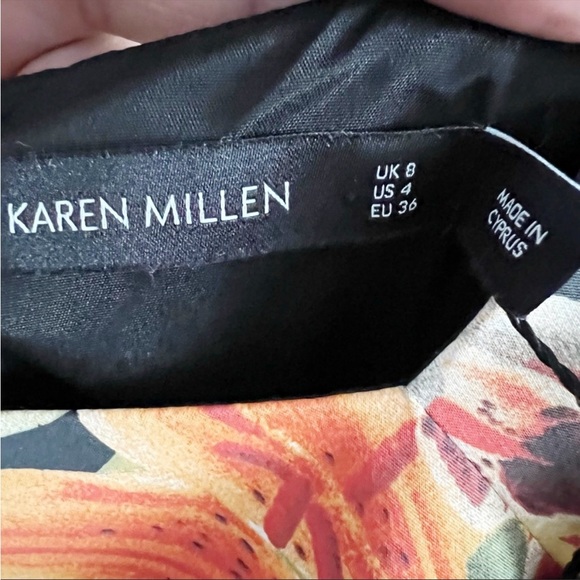 KAREN MILLEN
UK 8
US 4
EU 36
MADE IN
CYPRUS